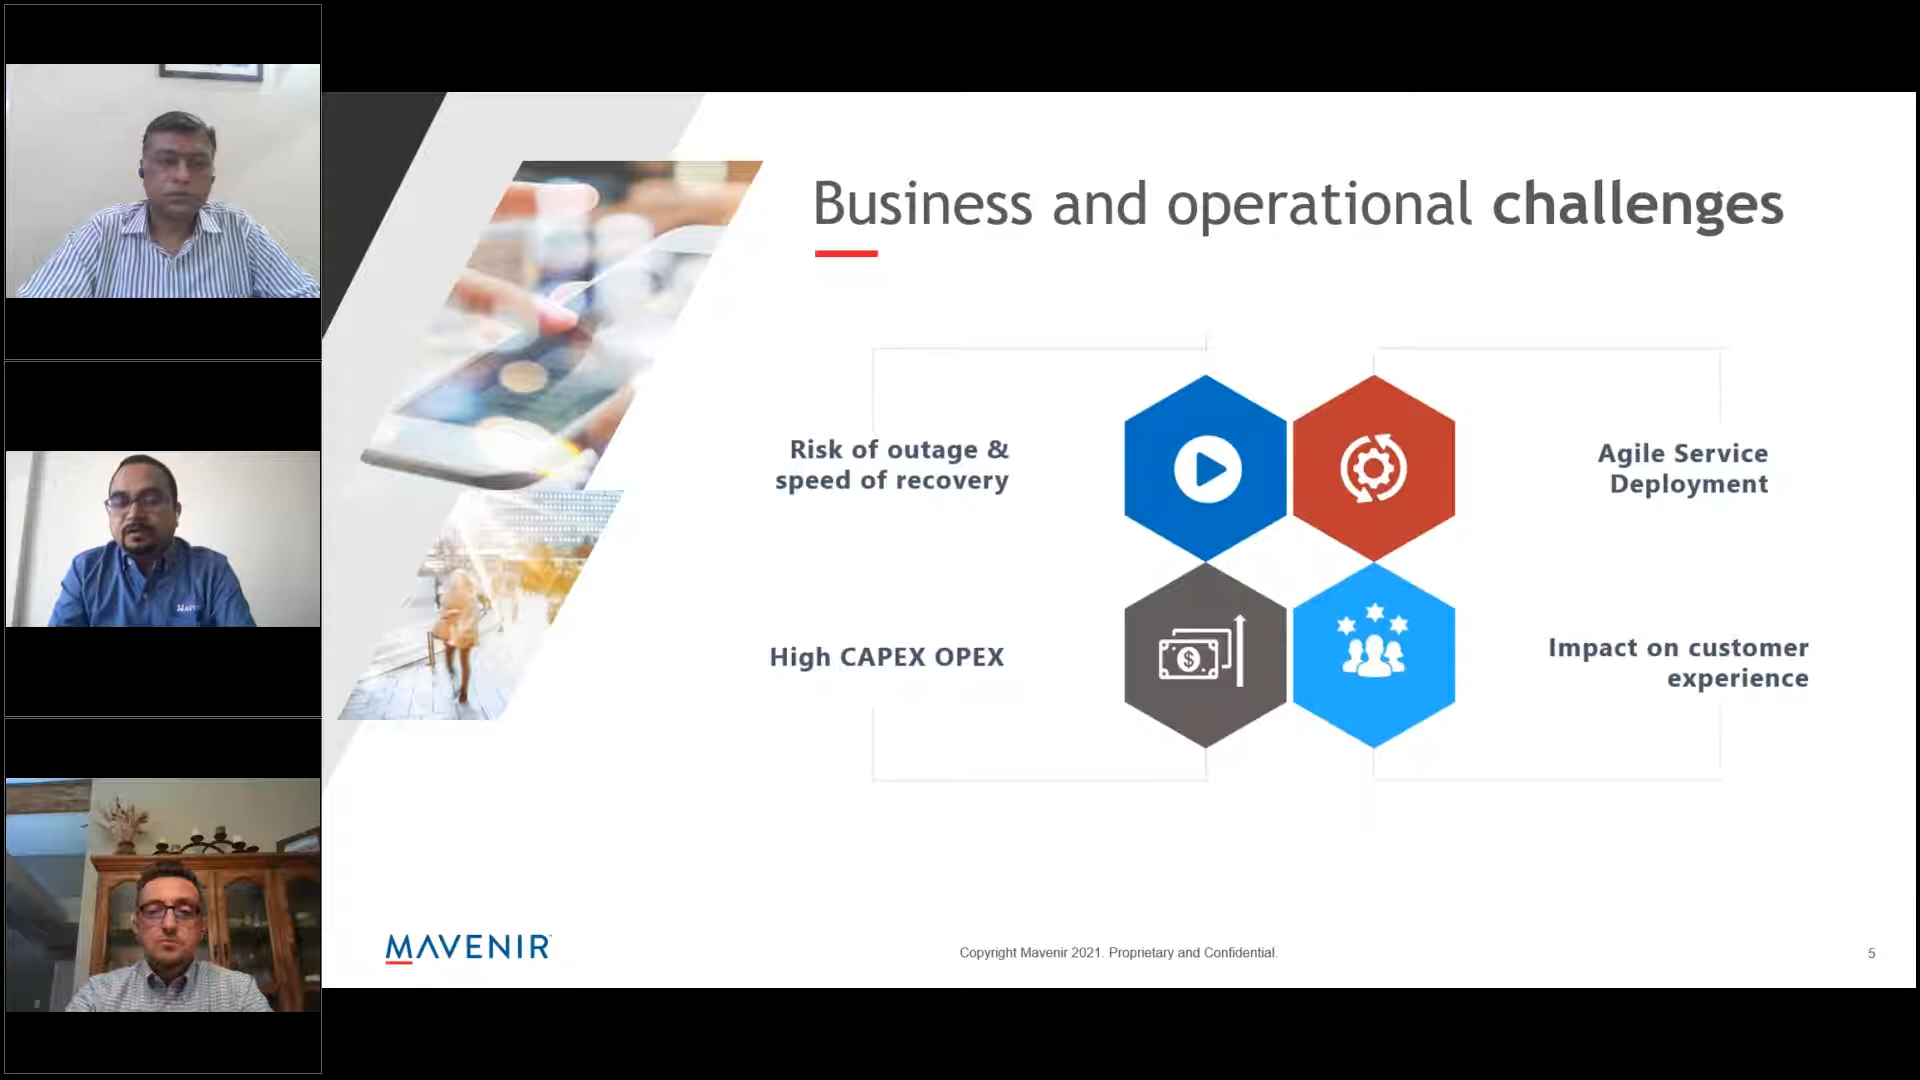 Business and operational challenges
Risk of outage &
speed of recovery
Agile Service
Deployment
High CAPEX OPEX
Impact on customer
experience
MAVENIR
Copyright Mavenir 2021. Proprietary and Confidential.
5